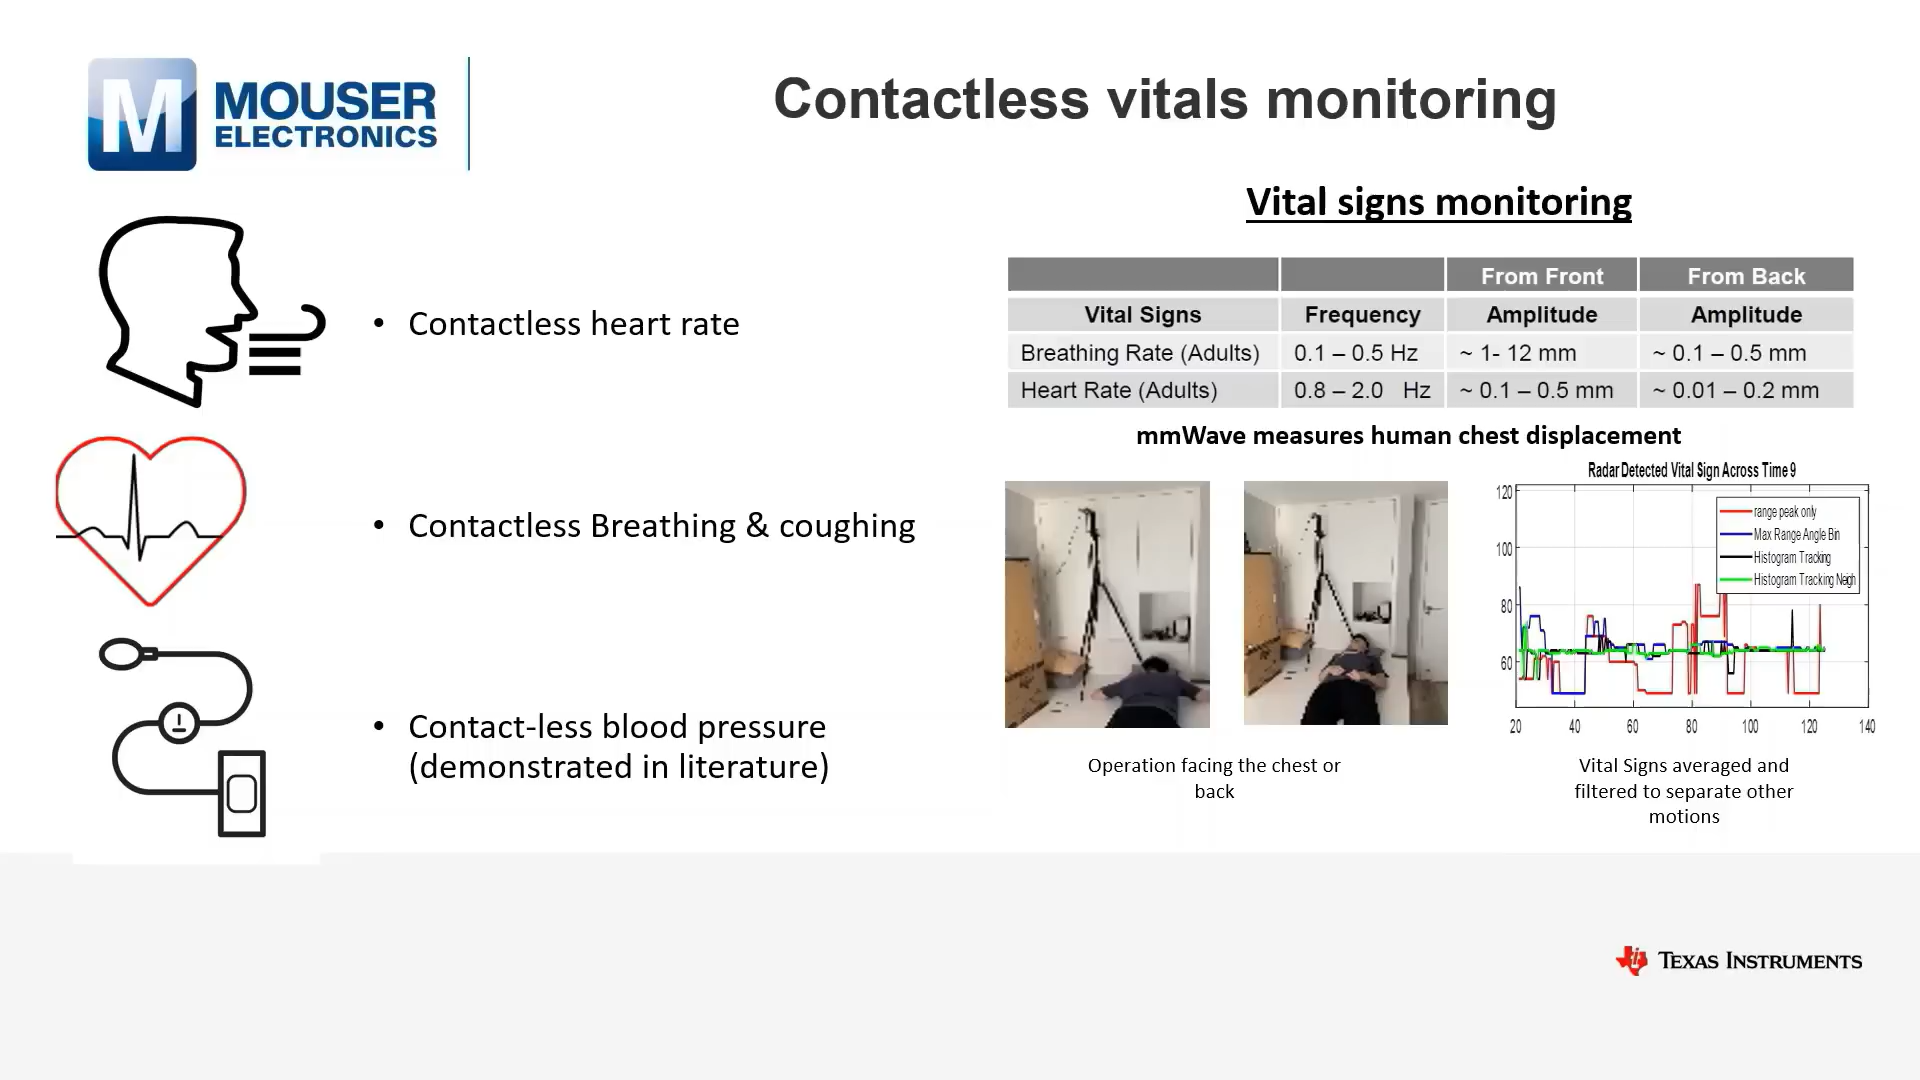 M MOUSER
ELECTRONICS
Contactless vitals monitoring
• Contactless heart rate
• Contactless Breathing & coughing
• Contact-less blood pressure
(demonstrated in literature)
Vital signs monitoring
From Front From Back
Vital Signs Frequency Amplitude Amplitude
Breathing Rate (Adults) 0.1 – 0.5 Hz ~ 1- 12 mm ~ 0.1 – 0.5 mm
Heart Rate (Adults) 0.8 – 2.0 Hz ~ 0.1 – 0.5 mm ~ 0.01 – 0.2 mm
mmWave measures human chest displacement
Operation facing the chest or
back
Radar Detected Vital Sign Across Time 9
range peak only
Max Range Angle Bin
Histogram Tracking
Histogram Tracking Neigh
120
100
80
60
20 40 60 80 100 120 140
Vital Signs averaged and
filtered to separate other
motions
TEXAS INSTRUMENTS